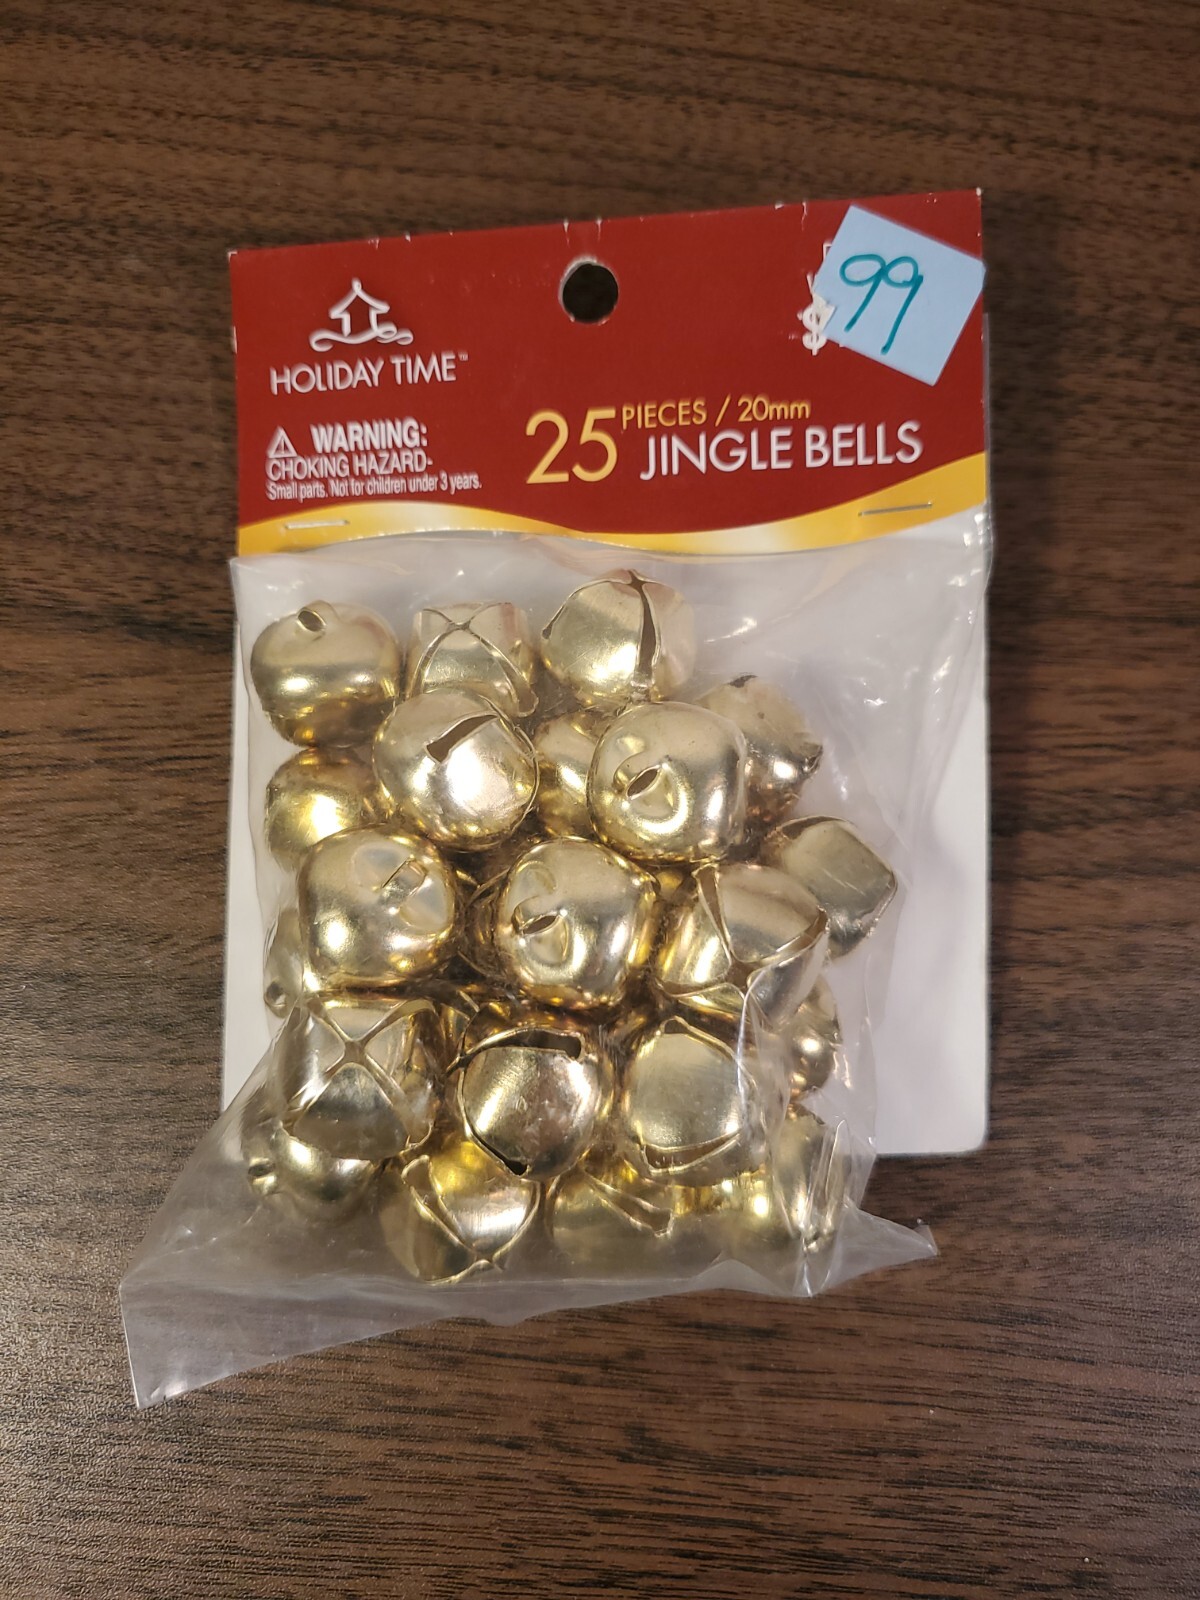 99
$
HOLIDAY TIME™
⚠ WARNING:
CHOKING HAZARD-
Small parts. Not for children under 3 years.
25 PIECES / 20mm
JINGLE BELLS